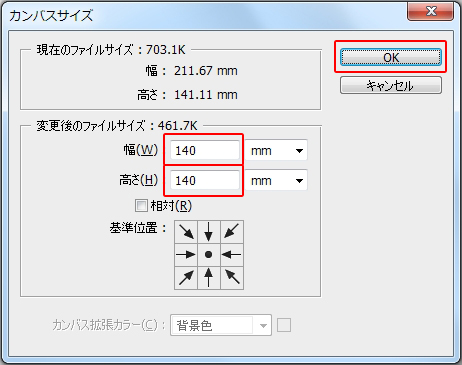 カンバスサイズ
現在のファイルサイズ : 703.1K
OK
幅 : 211.67 mm
キャンセル
高さ : 141.11 mm
変更後のファイルサイズ : 461.7K
幅(W) 140 mm
高さ(H) 140 mm
相対(R)
基準位置 :
カンバス拡張カラー(C) : 背景色